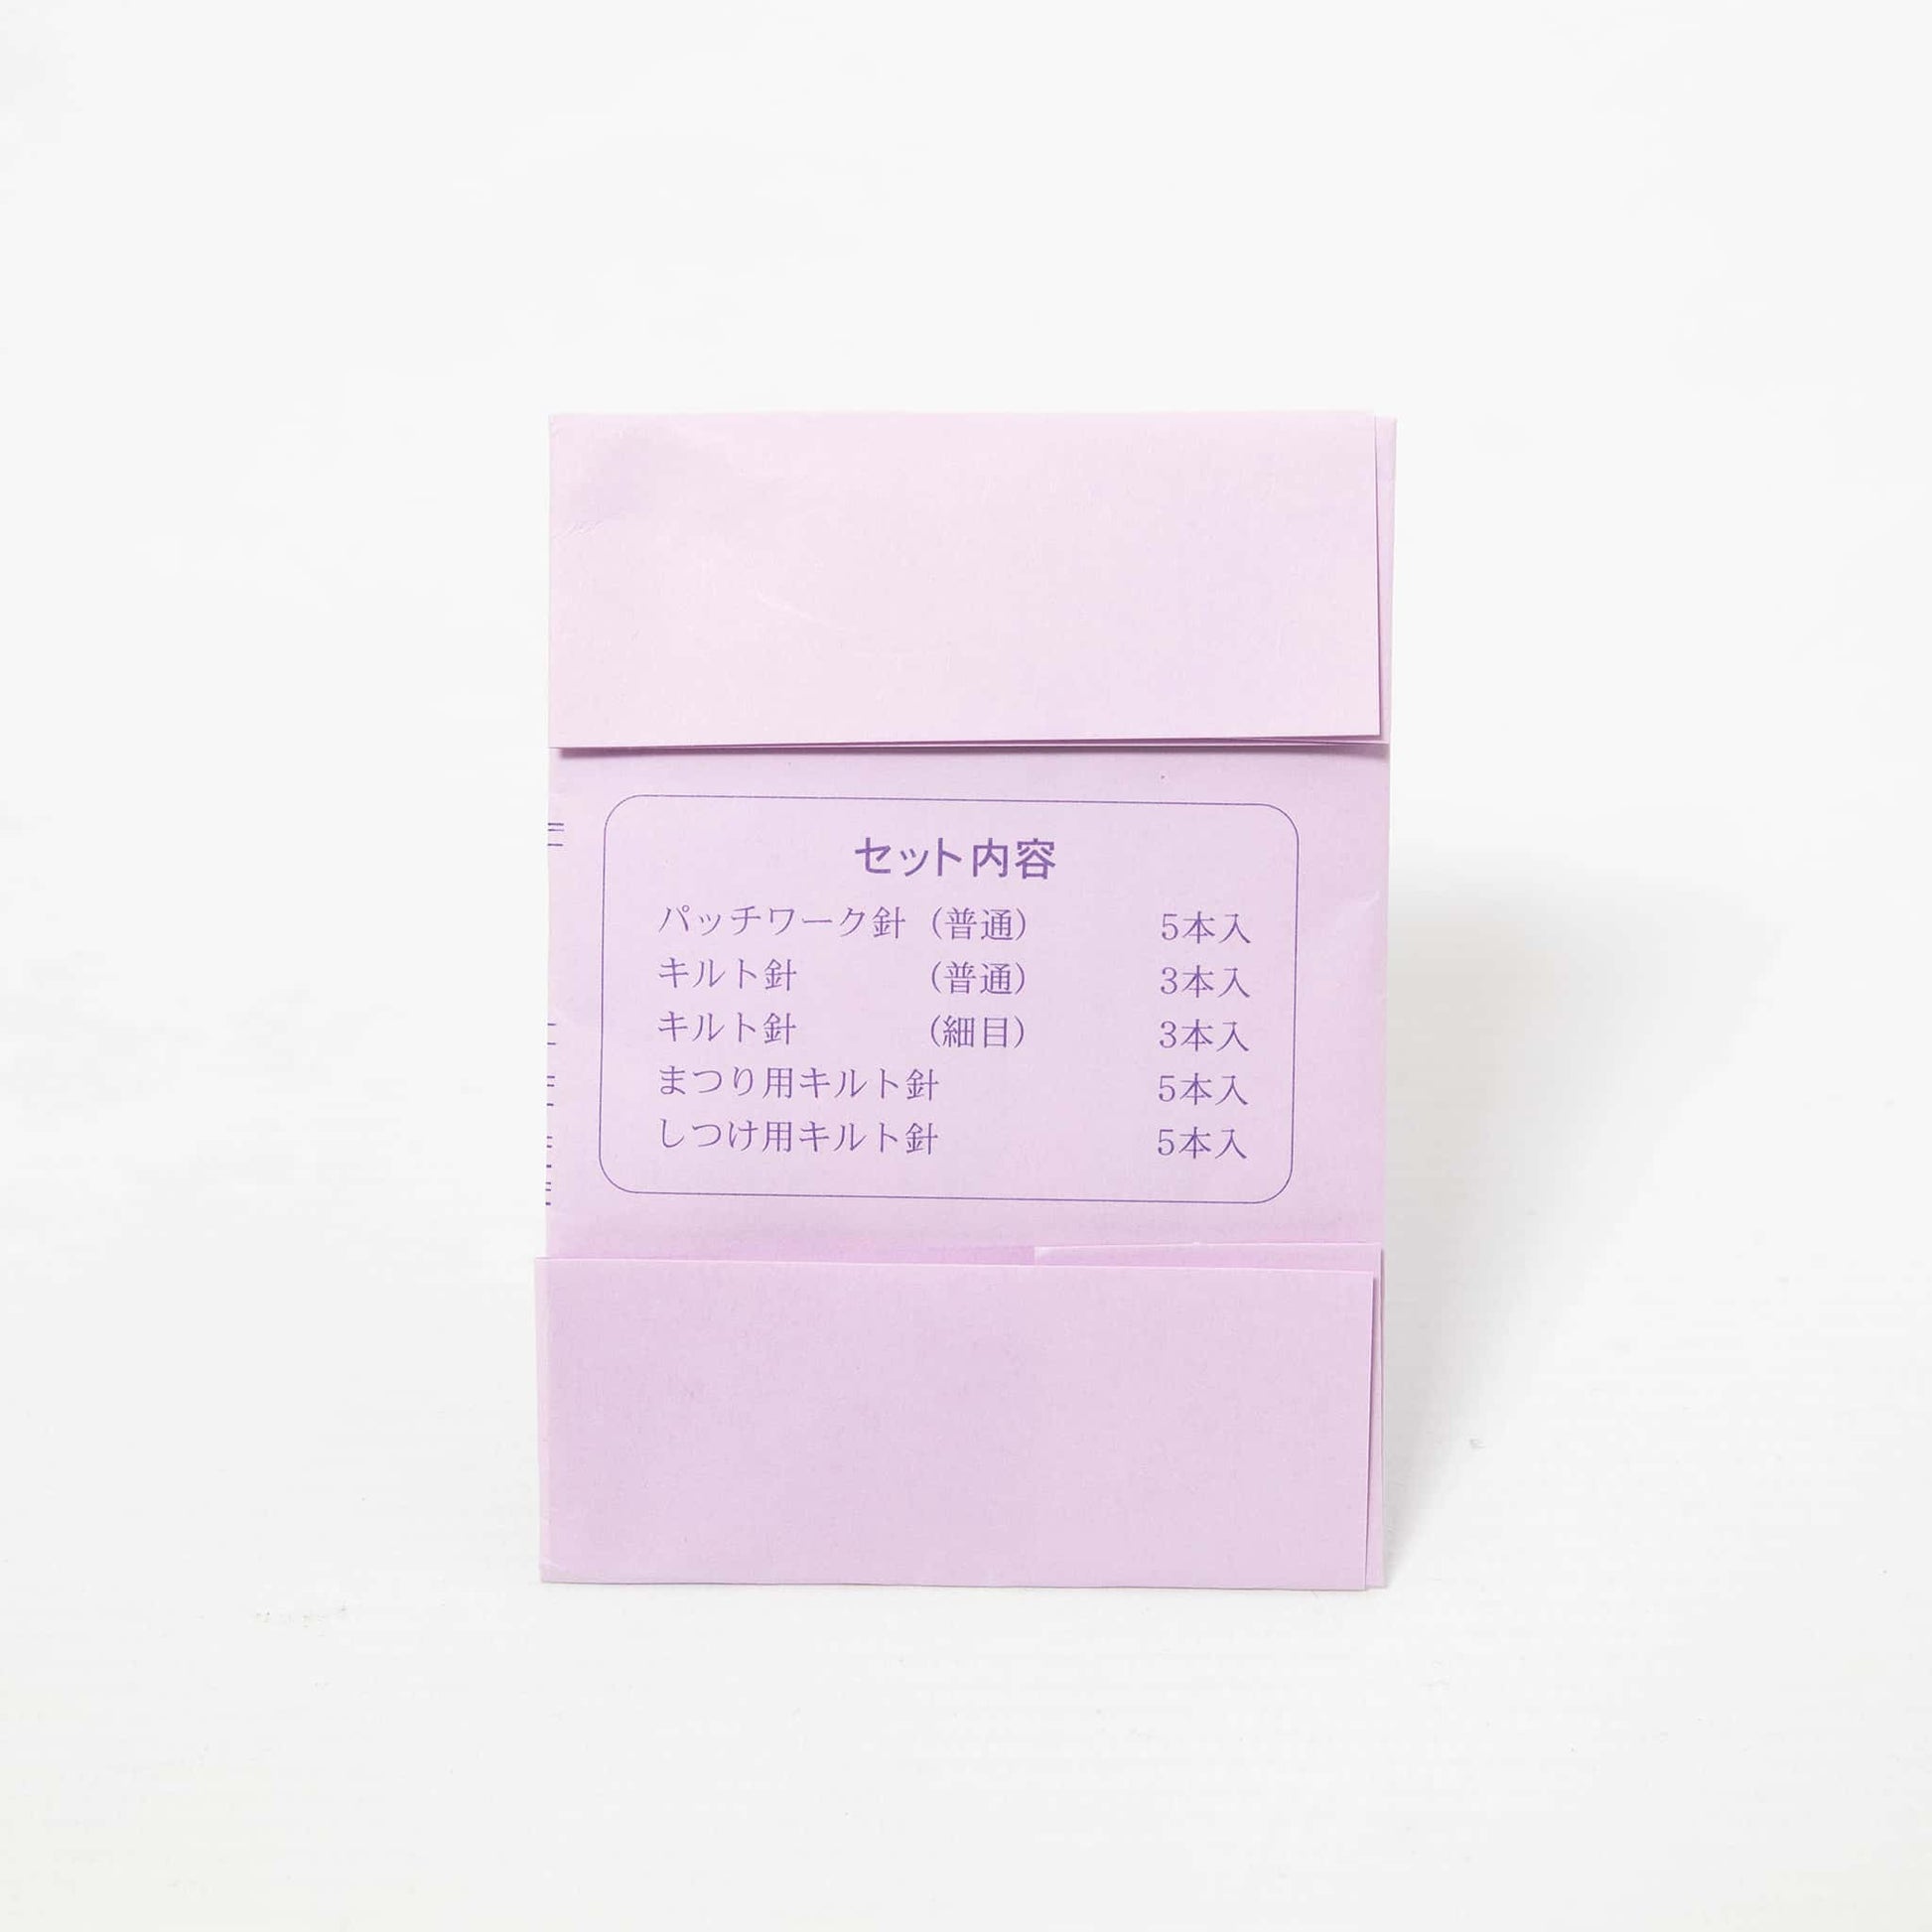 セット内容
パッチワーク針 (普通) 5本入
キルト針 (普通) 3本入
キルト針 (細目) 3本入
まつり用キルト針 5本入
しつけ用キルト針 5本入